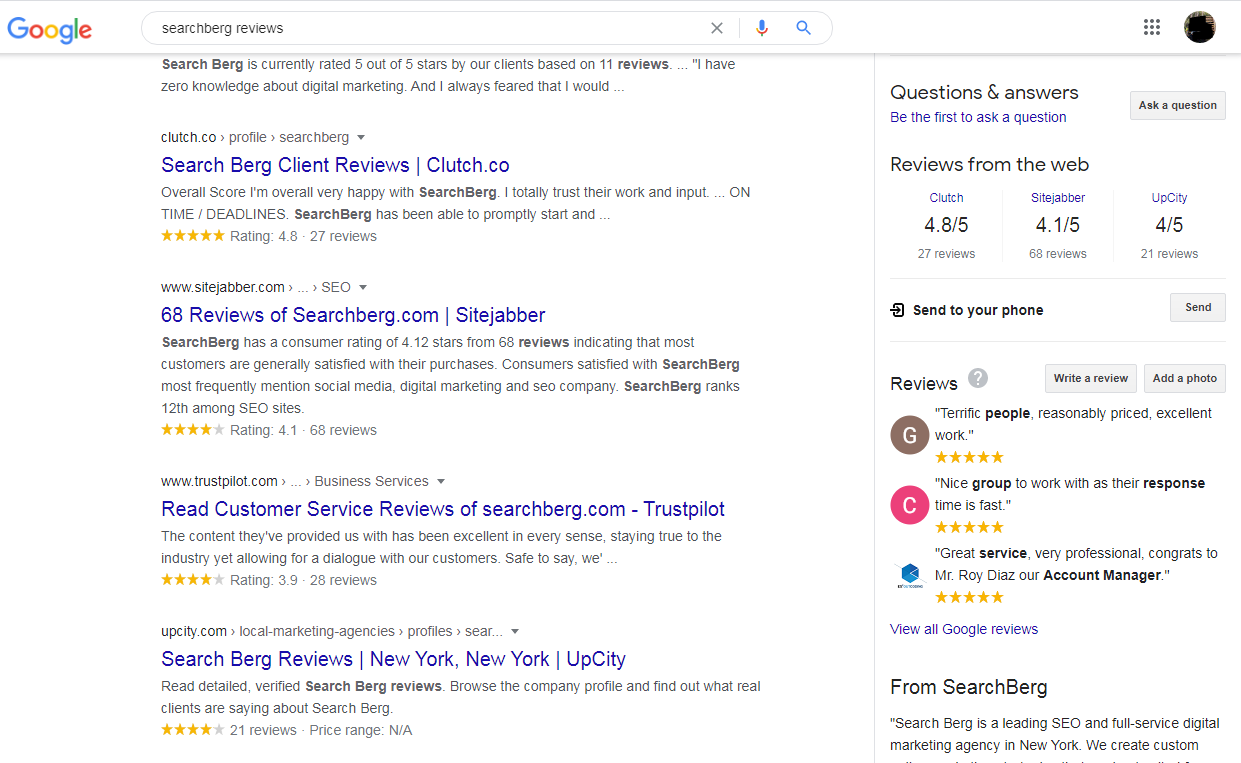 Google
searchberg reviews
Search Berg is currently rated 5 out of 5 stars by our clients based on 11 reviews. ... "I have
zero knowledge about digital marketing. And I always feared that I would ...
clutch.co › profile › searchberg
Search Berg Client Reviews | Clutch.co
Overall Score I'm overall very happy with SearchBerg. I totally trust their work and input. ... ON
TIME / DEADLINES. SearchBerg has been able to promptly start and ...
Rating: 4.8 · 27 reviews
www.sitejabber.com › ... › SEO
68 Reviews of Searchberg.com | Sitejabber
SearchBerg has a consumer rating of 4.12 stars from 68 reviews indicating that most
customers are generally satisfied with their purchases. Consumers satisfied with SearchBerg
most frequently mention social media, digital marketing and seo company. SearchBerg ranks
12th among SEO sites.
Rating: 4.1 · 68 reviews
www.trustpilot.com › ... › Business Services
Read Customer Service Reviews of searchberg.com - Trustpilot
The content they've provided us with has been excellent in every sense, staying true to the
industry yet allowing for a dialogue with our customers. Safe to say, we' ...
Rating: 3.9 · 28 reviews
upcity.com › local-marketing-agencies › profiles › sear...
Search Berg Reviews | New York, New York | UpCity
Read detailed, verified Search Berg reviews. Browse the company profile and find out what real
clients are saying about Search Berg.
21 reviews · Price range: N/A
Questions & answers
Be the first to ask a question
Ask a question
Reviews from the web
Clutch Sitejabber UpCity
4.8/5 4.1/5 4/5
27 reviews 68 reviews 21 reviews
Send to your phone
Send
Reviews ?
Write a review Add a photo
G
"Terrific people, reasonably priced, excellent
work."
C
"Nice group to work with as their response
time is fast."
"Great service, very professional, congrats to
Mr. Roy Diaz our Account Manager."
View all Google reviews
From SearchBerg
"Search Berg is a leading SEO and full-service digital
marketing agency in New York. We create custom